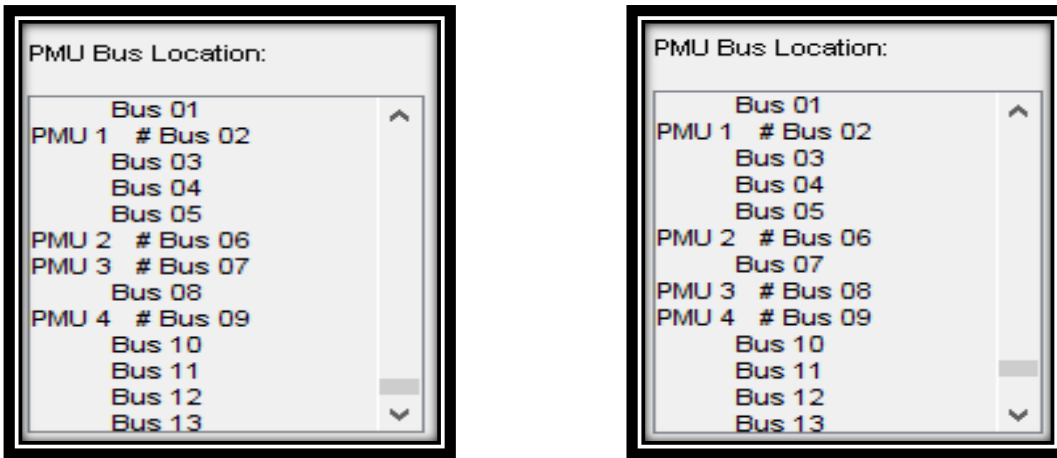 PMU Bus Location:
Bus 01
PMU 1 # Bus 02
Bus 03
Bus 04
Bus 05
PMU 2 # Bus 06
PMU 3 # Bus 07
Bus 08
PMU 4 # Bus 09
Bus 10
Bus 11
Bus 12
Bus 13
PMU Bus Location:
Bus 01
PMU 1 # Bus 02
Bus 03
Bus 04
Bus 05
PMU 2 # Bus 06
Bus 07
PMU 3 # Bus 08
PMU 4 # Bus 09
Bus 10
Bus 11
Bus 12
Bus 13